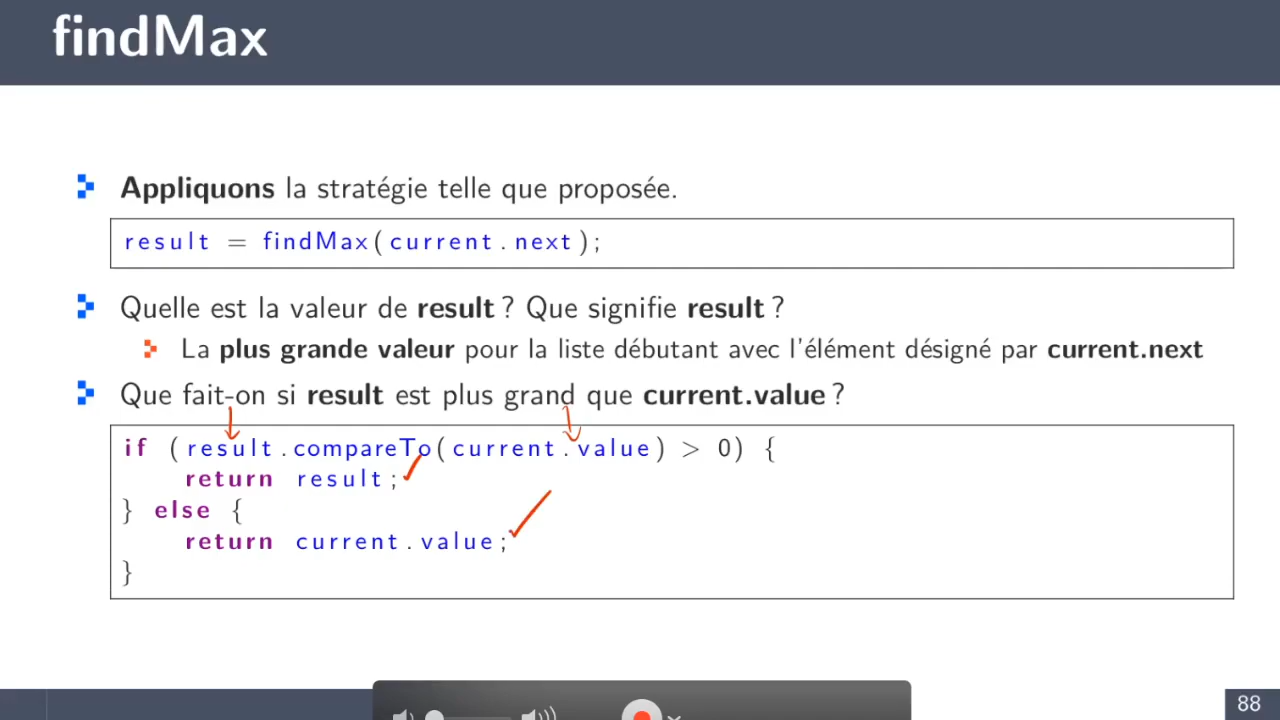 findMax
Appliquons la stratégie telle que proposée.
result = findMax(current.next);
Quelle est la valeur de result ? Que signifie result ?
La plus grande valeur pour la liste débutant avec l'élément désigné par current.next
Que fait-on si result est plus grand que current.value ?
if (result.compareTo(current.value) > 0) {
return result;
} else {
return current.value;
}
88